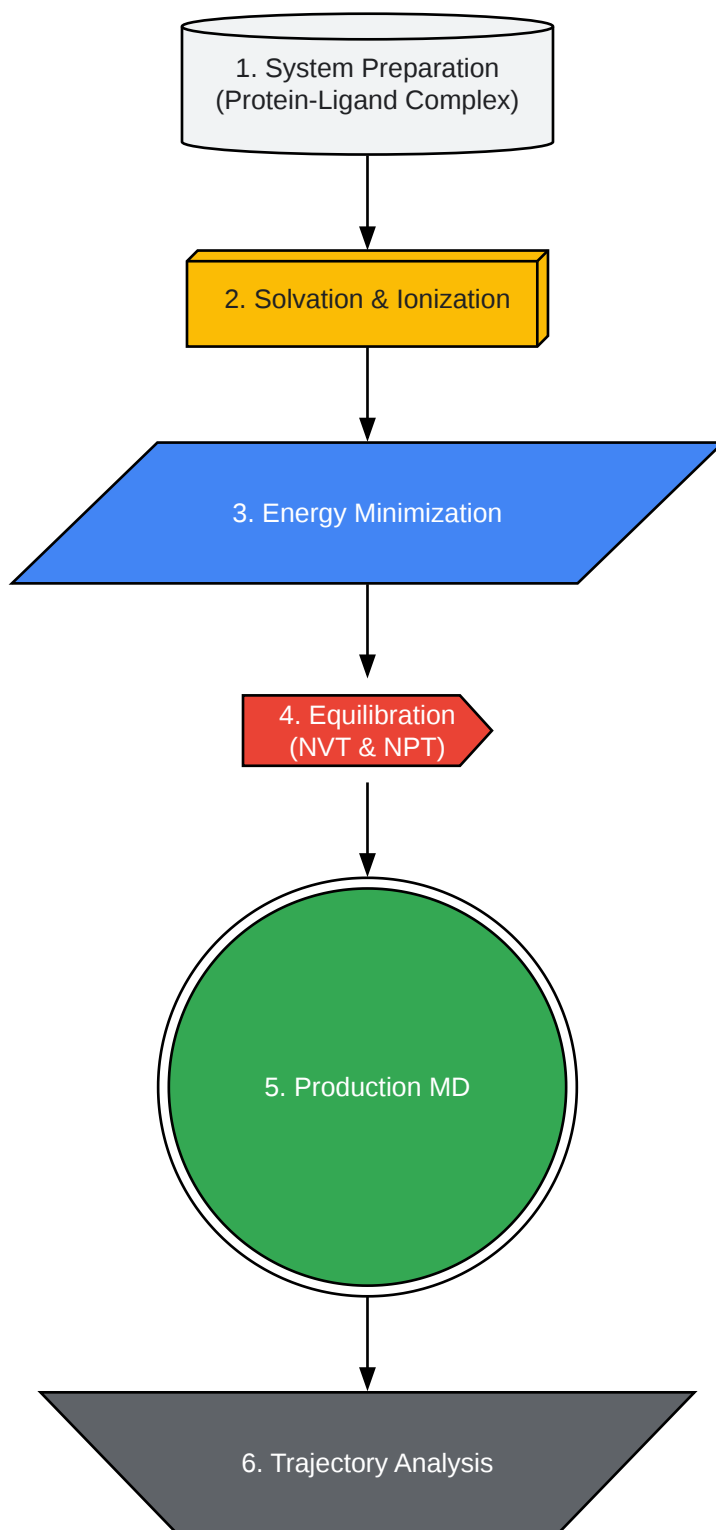 1. System Preparation
(Protein-Ligand Complex)
2. Solvation & Ionization
3. Energy Minimization
4. Equilibration
(NVT & NPT)
5. Production MD
6. Trajectory Analysis